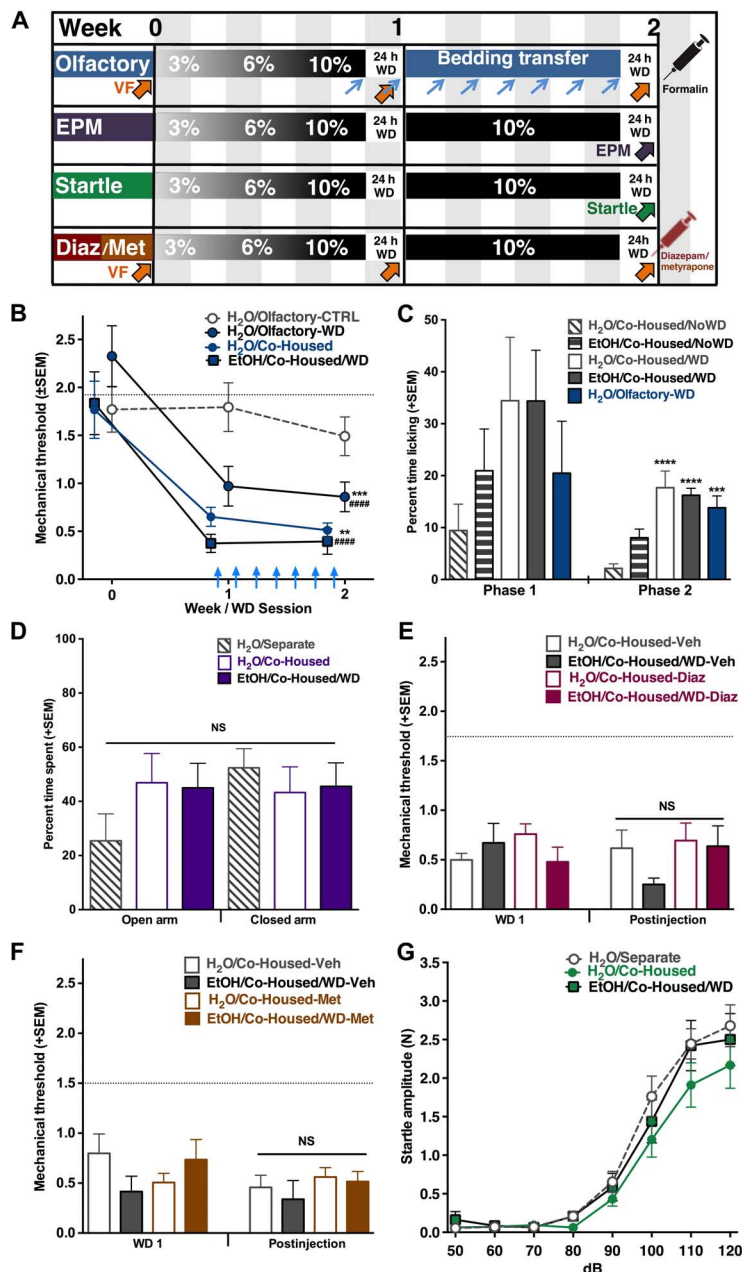 A
Week 0 1 2
Olfactory 3% 6% 10% 24 h WD Bedding transfer 24 h WD
VF Formalin
EPM 3% 6% 10% 24 h WD 10% 24 h WD
EPM
Startle 3% 6% 10% 24 h WD 10% 24 h WD
Startle
Diaz/Met 3% 6% 10% 24 h WD 10% 24h WD
VF Diazepam/
metyrapone
B
H2O/Olfactory-CTRL
H2O/Olfactory-WD
H2O/Co-Housed
EtOH/Co-Housed/WD
Mechanical threshold (±SEM)
2.5
2.0
1.5
1.0
0.5
0.0
***
####
**
####
0 1 2
Week / WD Session
C
H2O/Co-Housed/NoWD
EtOH/Co-Housed/NoWD
H2O/Co-Housed/WD
EtOH/Co-Housed/WD
H2O/Olfactory-WD
Percent time licking (+SEM)
50
40
30
20
10
0
**** **** ***
Phase 1 Phase 2
D
H2O/Separate
H2O/Co-Housed
EtOH/Co-Housed/WD
Percent time spent (+SEM)
100
80
60
40
20
0
NS
Open arm Closed arm
E
H2O/Co-Housed-Veh
EtOH/Co-Housed/WD-Veh
H2O/Co-Housed-Diaz
EtOH/Co-Housed/WD-Diaz
Mechanical threshold (+SEM)
2.5
2.0
1.5
1.0
0.5
0.0
NS
WD 1 Postinjection
F
H2O/Co-Housed-Veh
EtOH/Co-Housed/WD-Veh
H2O/Co-Housed-Met
EtOH/Co-Housed/WD-Met
Mechanical threshold (+SEM)
2.5
2.0
1.5
1.0
0.5
0.0
NS
WD 1 Postinjection
G
H2O/Separate
H2O/Co-Housed
EtOH/Co-Housed/WD
Startle amplitude (N)
3.5
3.0
2.5
2.0
1.5
1.0
0.5
0.0
50 60 70 80 90 100 110 120
dB